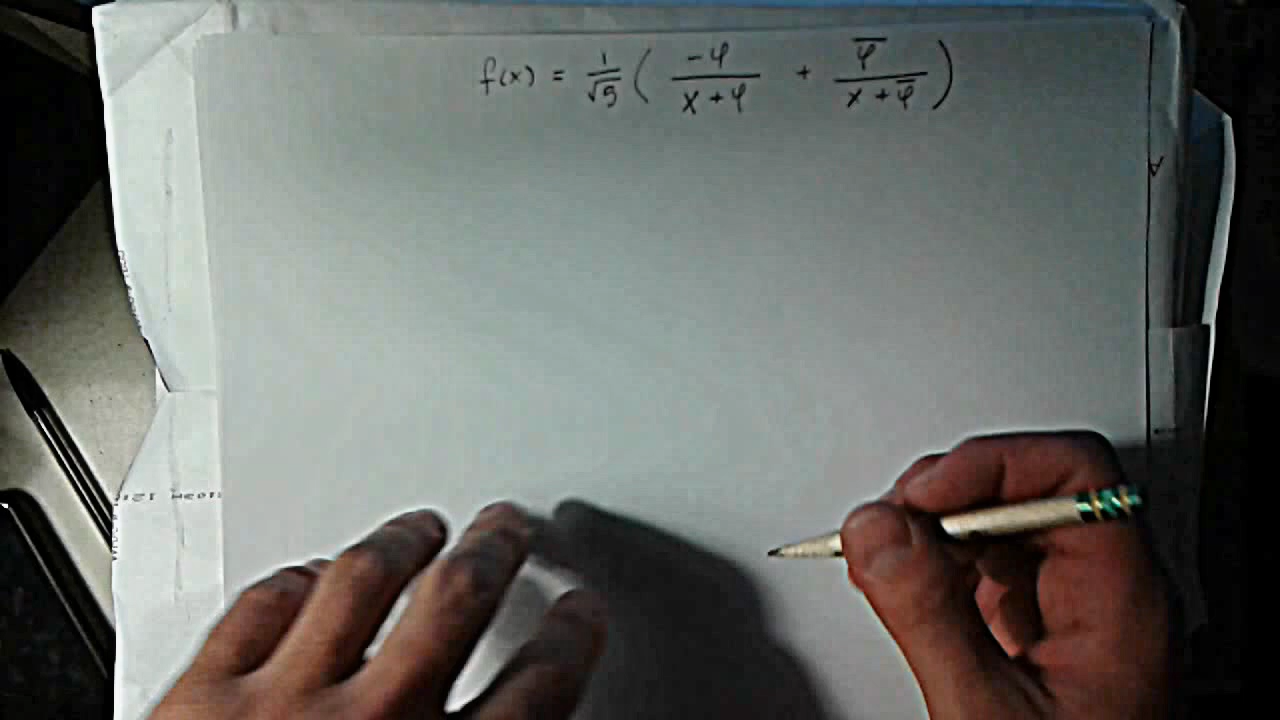 f(x) = 1/√5 ( -φ/(x+φ) + φ̅/(x+φ̅) )